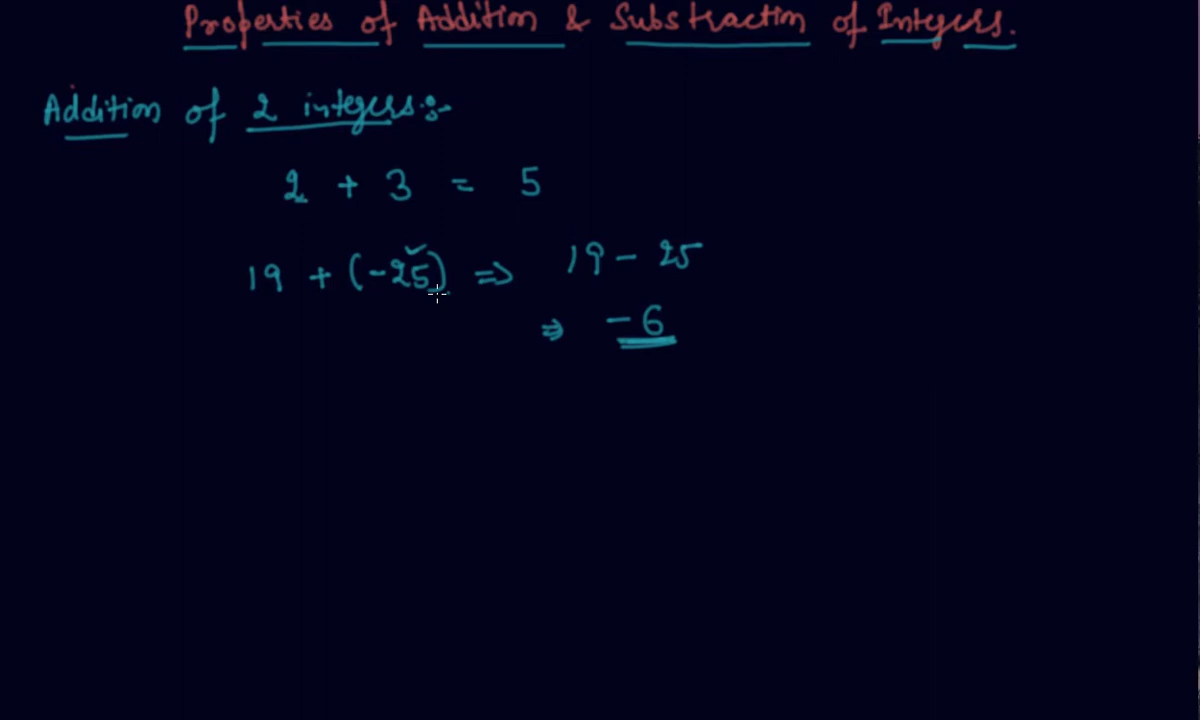 Properties of Addition & Substraction of Integers.
Addition of 2 integers:-
2 + 3 = 5
19 + (-25) => 19 - 25
=> -6